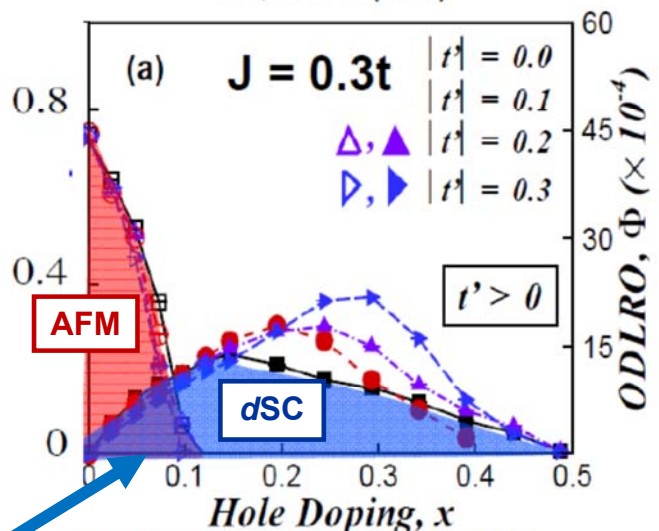 (a)
J = 0.3t
|t'| = 0.0
|t'| = 0.1
|t'| = 0.2
|t'| = 0.3
t' > 0
AFM
dSC
0.8
0.4
0
60
45
30
15
ODLRO, Φ (× 10⁻⁴)
0 0.1 0.2 0.3 0.4 0.5
Hole Doping, x